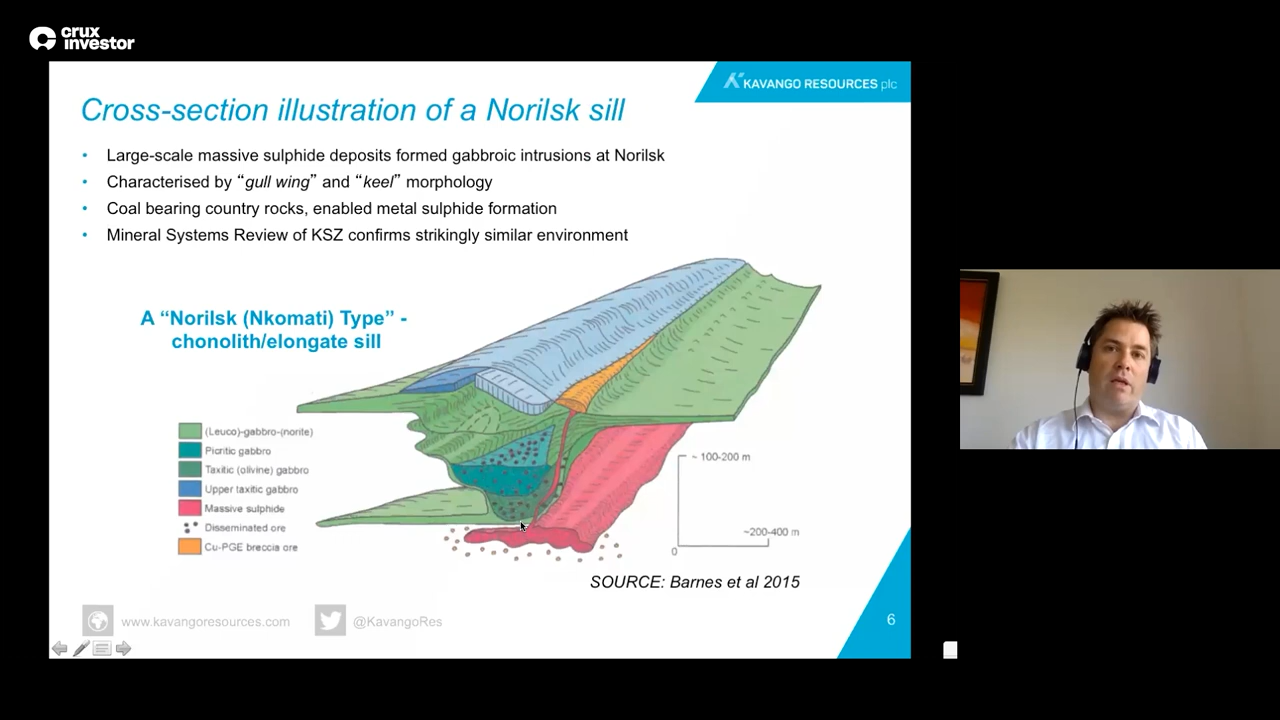 crux
investor
KAVANGO RESOURCES plc
Cross-section illustration of a Norilsk sill
• Large-scale massive sulphide deposits formed gabbroic intrusions at Norilsk
• Characterised by “gull wing” and “keel” morphology
• Coal bearing country rocks, enabled metal sulphide formation
• Mineral Systems Review of KSZ confirms strikingly similar environment
A “Norilsk (Nkomati) Type” -
chonolith/elongate sill
(Leuco)-gabbro-(norite)
Picritic gabbro
Taxitic (olivine) gabbro
Upper taxitic gabbro
Massive sulphide
Disseminated ore
Cu-PGE breccia ore
~ 100-200 m
~200-400 m
0
SOURCE: Barnes et al 2015
www.kavangoresources.com
@KavangoRes
6